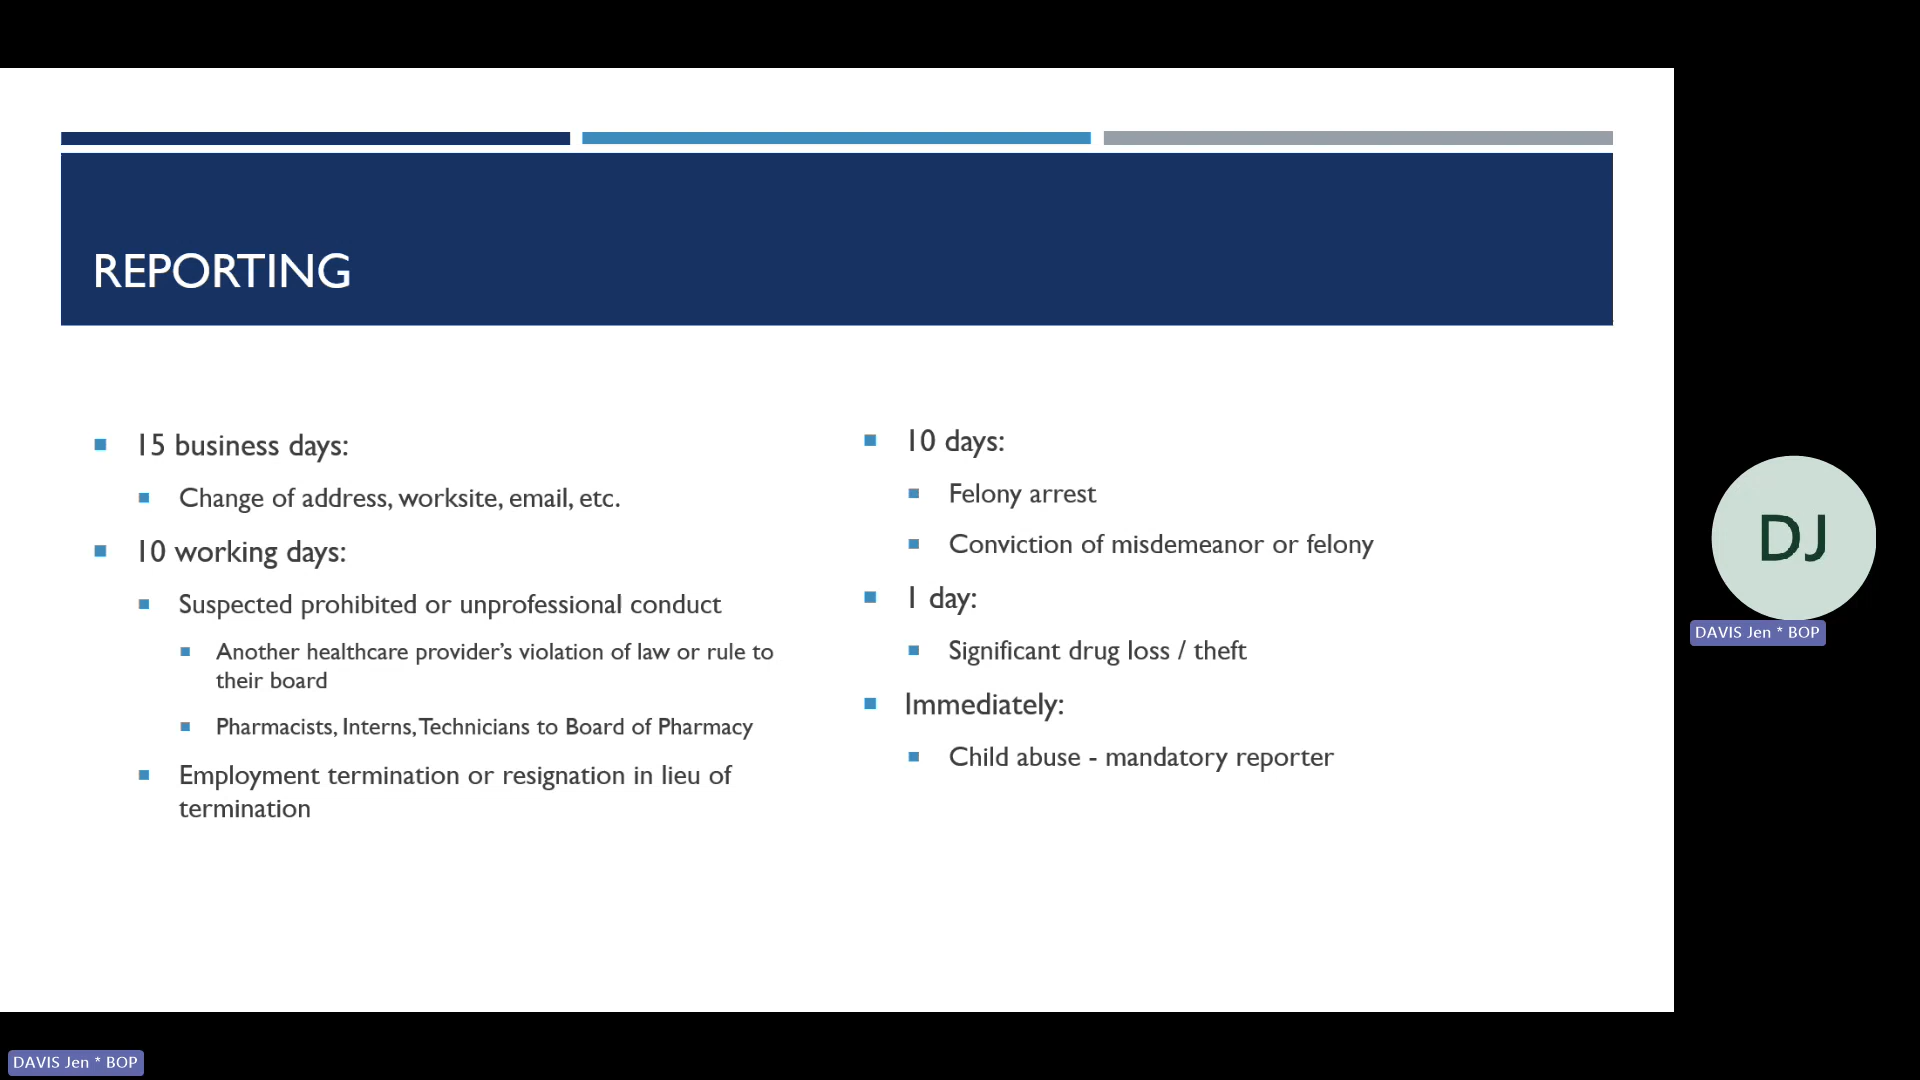 REPORTING
15 business days:
Change of address, worksite, email, etc.
10 working days:
Suspected prohibited or unprofessional conduct
Another healthcare provider's violation of law or rule to
their board
Pharmacists, Interns, Technicians to Board of Pharmacy
Employment termination or resignation in lieu of
termination
10 days:
Felony arrest
Conviction of misdemeanor or felony
1 day:
Significant drug loss / theft
Immediately:
Child abuse - mandatory reporter
DJ
DAVIS Jen * BOP
DAVIS Jen * BOP